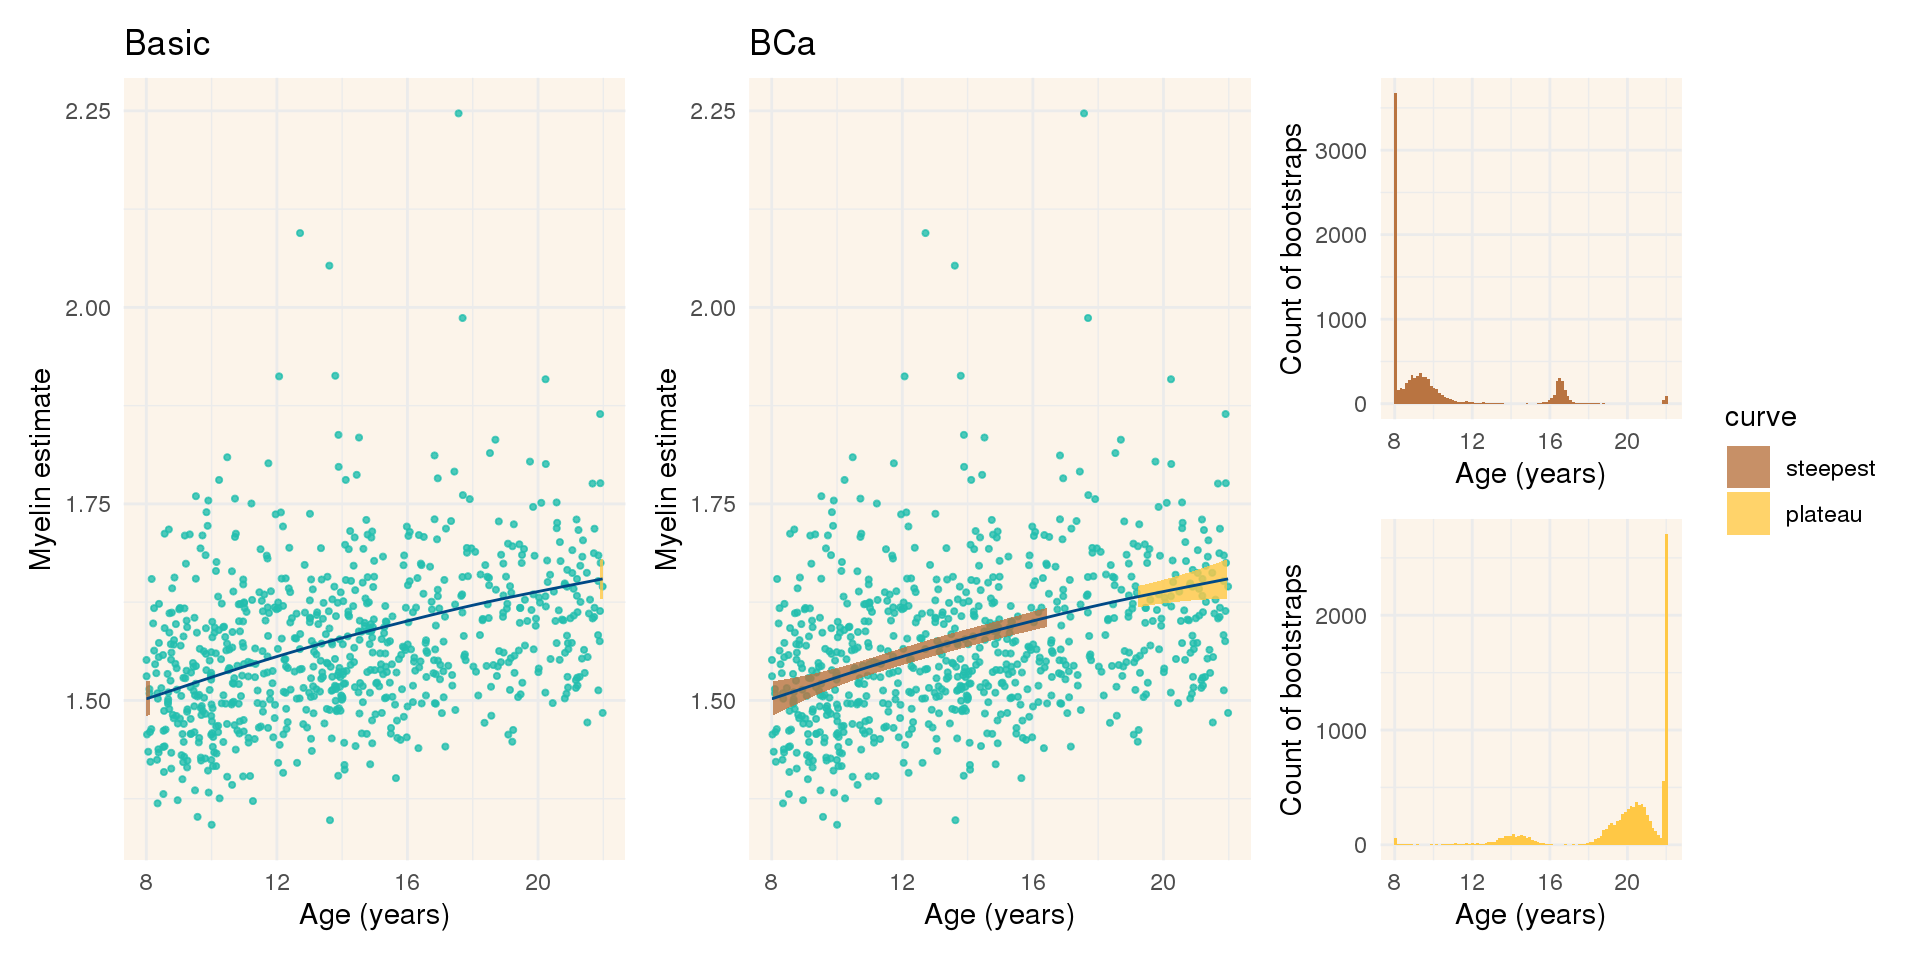 Basic
Myelin estimate
2.25
2.00
1.75
1.50
8 12 16 20
Age (years)
BCa
Myelin estimate
2.25
2.00
1.75
1.50
8 12 16 20
Age (years)
Count of bootstraps
3000
2000
1000
0
8 12 16 20
Age (years)
Count of bootstraps
2000
1000
0
8 12 16 20
Age (years)
curve
steepest
plateau